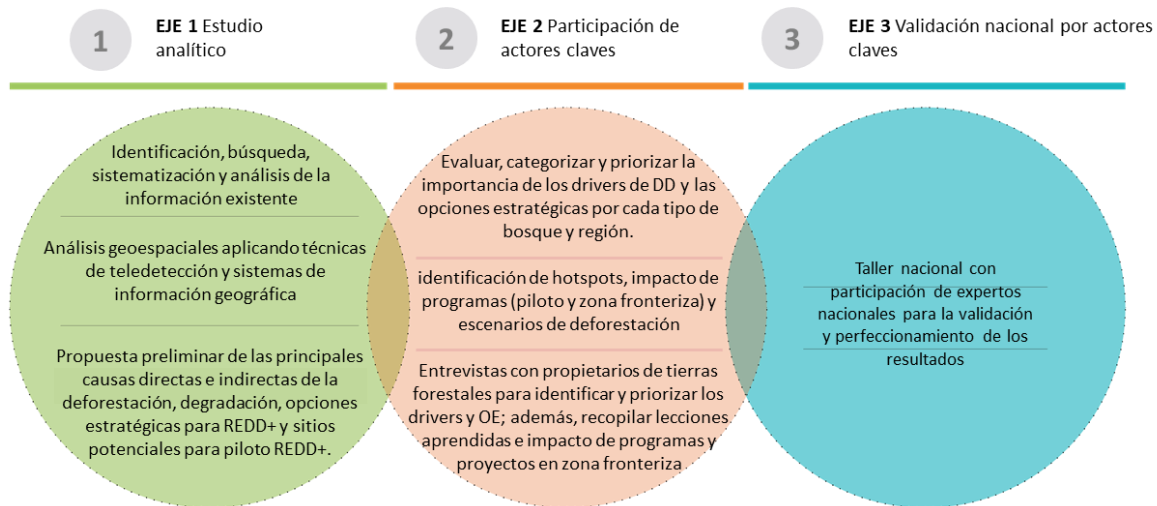 1
EJE 1 Estudio
analítico
2
EJE 2 Participación de
actores claves
3
EJE 3 Validación nacional por actores
claves
Identificación, búsqueda,
sistematización y análisis de la
información existente
Análisis geoespaciales aplicando técnicas
de teledetección y sistemas de
información geográfica
Propuesta preliminar de las principales
causas directas e indirectas de la
deforestación, degradación, opciones
estratégicas para REDD+ y sitios
potenciales para piloto REDD+.
Evaluar, categorizar y priorizar la
importancia de los drivers de DD y las
opciones estratégicas por cada tipo de
bosque y región.
identificación de hotspots, impacto de
programas (piloto y zona fronteriza) y
escenarios de deforestación
Entrevistas con propietarios de tierras
forestales para identificar y priorizar los
drivers y OE; además, recopilar lecciones
aprendidas e impacto de programas y
proyectos en zona fronteriza
Taller nacional con
participación de expertos
nacionales para la validación
y perfeccionamiento de los
resultados